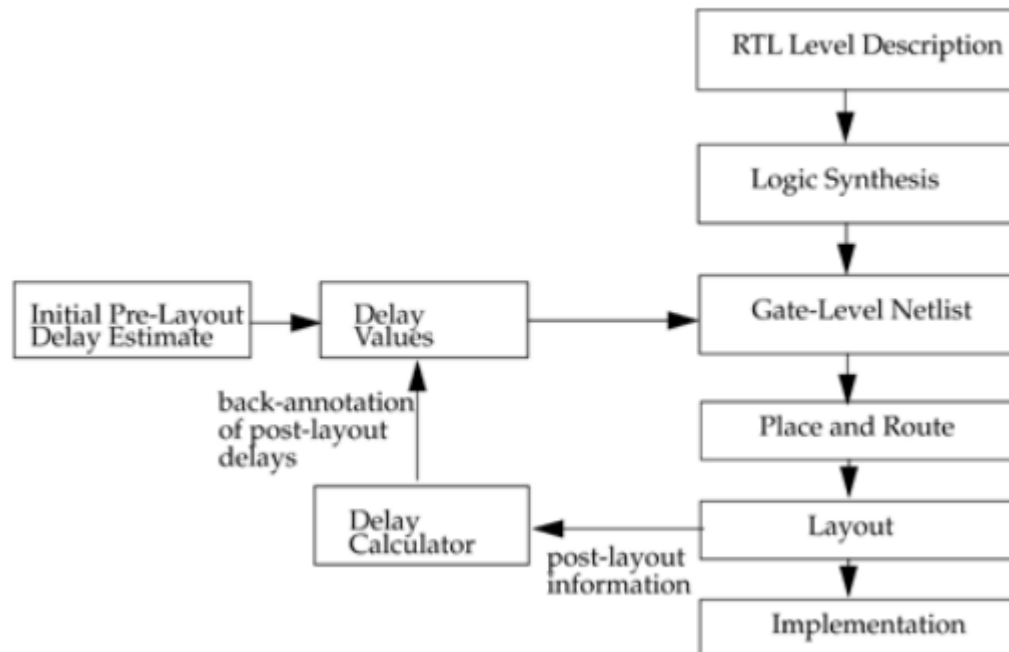 RTL Level Description
Logic Synthesis
Initial Pre-Layout
Delay Estimate
Delay
Values
Gate-Level Netlist
back-annotation
of post-layout
delays
Place and Route
Delay
Calculator
post-layout
information
Layout
Implementation